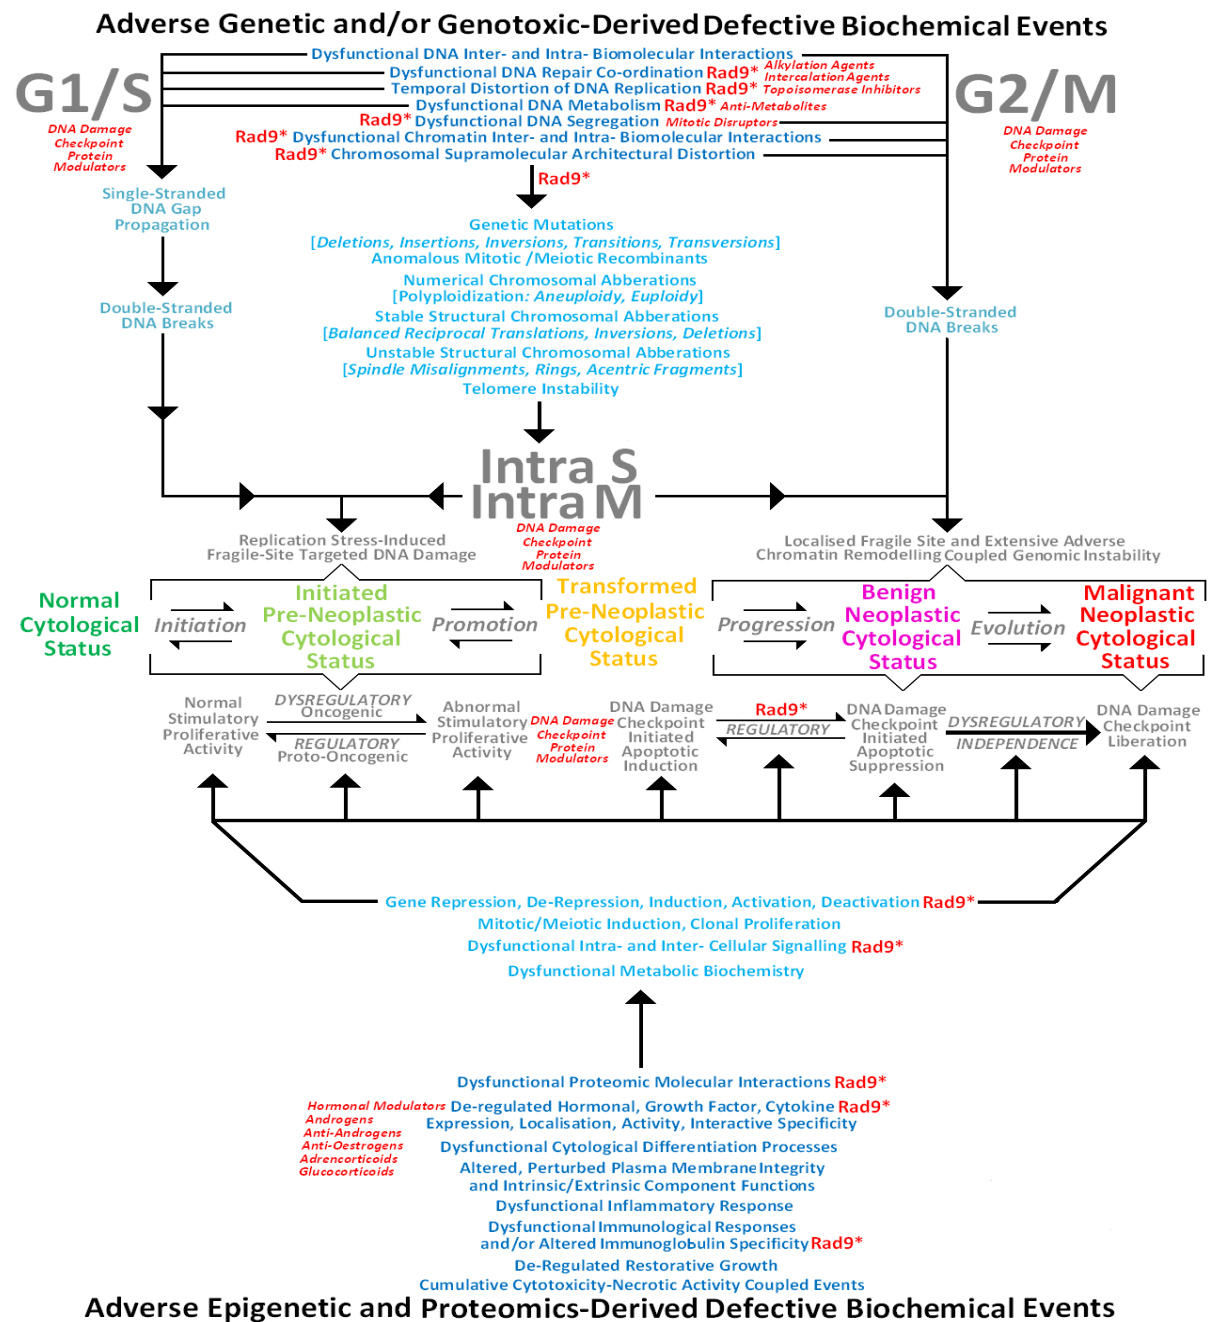 Adverse Genetic and/or Genotoxic-Derived Defective Biochemical Events
Dysfunctional DNA Inter- and Intra- Biomolecular Interactions
Dysfunctional DNA Repair Co-ordination Rad9*
Alkylation Agents
Intercalation Agents
Temporal Distortion of DNA Replication Rad9* Topoisomerase Inhibitors
Dysfunctional DNA Metabolism Rad9* Anti-Metabolites
Rad9* Dysfunctional DNA Segregation Mitotic Disruptors
Rad9* Dysfunctional Chromatin Inter- and Intra- Biomolecular Interactions
Rad9* Chromosomal Supramolecular Architectural Distortion
Rad9*
G1/S
DNA Damage
Checkpoint
Protein
Modulators
G2/M
DNA Damage
Checkpoint
Protein
Modulators
Single-Stranded
DNA Gap
Propagation
Double-Stranded
DNA Breaks
Genetic Mutations
[Deletions, Insertions, Inversions, Transitions, Transversions]
Anomalous Mitotic /Meiotic Recombinants
Numerical Chromosomal Abberations
[Polyploidization: Aneuploidy, Euploidy]
Stable Structural Chromosomal Abberations
[Balanced Reciprocal Translations, Inversions, Deletions]
Unstable Structural Chromosomal Abberations
[Spindle Misalignments, Rings, Acentric Fragments]
Telomere Instability
Double-Stranded
DNA Breaks
Intra S
Intra M
DNA Damage
Checkpoint
Protein
Modulators
Replication Stress-Induced
Fragile-Site Targeted DNA Damage
Localised Fragile Site and Extensive Adverse
Chromatin Remodelling Coupled Genomic Instability
Normal
Cytological
Status
Initiation
Initiated
Pre-Neoplastic
Cytological
Status
Promotion
Transformed
Pre-Neoplastic
Cytological
Status
Progression
Benign
Neoplastic
Cytological
Status
Evolution
Malignant
Neoplastic
Cytological
Status
Normal
Stimulatory
Proliferative
Activity
DYSREGULATORY
Oncogenic
REGULATORY
Proto-Oncogenic
Abnormal
Stimulatory
Proliferative
Activity
DNA Damage
Checkpoint
Protein
Modulators
DNA Damage
Checkpoint
Initiated
Apoptotic
Induction
Rad9*
REGULATORY
DNA Damage
Checkpoint
Initiated
Apoptotic
Suppression
DYSREGULATORY
INDEPENDENCE
DNA Damage
Checkpoint
Liberation
Gene Repression, De-Repression, Induction, Activation, Deactivation Rad9*
Mitotic/Meiotic Induction, Clonal Proliferation
Dysfunctional Intra- and Inter- Cellular Signalling Rad9*
Dysfunctional Metabolic Biochemistry
Dysfunctional Proteomic Molecular Interactions Rad9*
Hormonal Modulators
Androgens
Anti-Androgens
Anti-Oestrogens
Adrencorticoids
Glucocorticoids
De-regulated Hormonal, Growth Factor, Cytokine Rad9*
Expression, Localisation, Activity, Interactive Specificity
Dysfunctional Cytological Differentiation Processes
Altered, Perturbed Plasma Membrane Integrity
and Intrinsic/Extrinsic Component Functions
Dysfunctional Inflammatory Response
Dysfunctional Immunological Responses
and/or Altered Immunoglobulin Specificity Rad9*
De-Regulated Restorative Growth
Cumulative Cytotoxicity-Necrotic Activity Coupled Events
Adverse Epigenetic and Proteomics-Derived Defective Biochemical Events